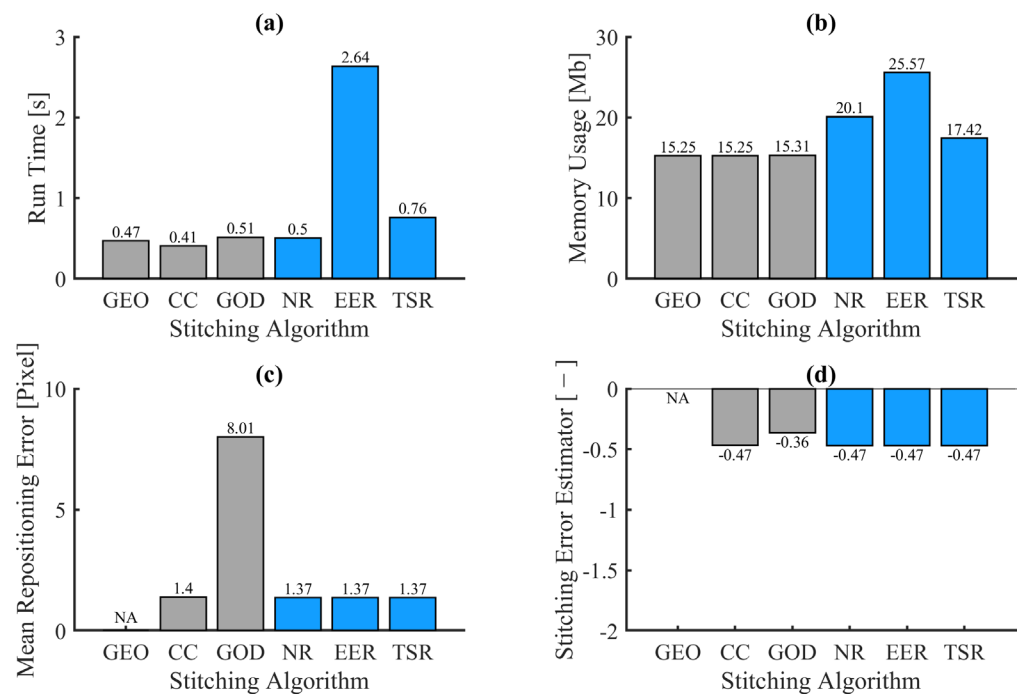 (a)
3
2
1
0
Run Time [s]
0.47
0.41
0.51
0.5
2.64
0.76
GEO CC GOD NR EER TSR
Stitching Algorithm
(b)
30
20
10
0
Memory Usage [Mb]
15.25
15.25
15.31
20.1
25.57
17.42
GEO CC GOD NR EER TSR
Stitching Algorithm
(c)
10
5
0
Mean Repositioning Error [Pixel]
NA
1.4
8.01
1.37
1.37
1.37
GEO CC GOD NR EER TSR
Stitching Algorithm
(d)
0
-0.5
-1
-1.5
-2
Stitching Error Estimator [ − ]
NA
-0.47
-0.36
-0.47
-0.47
-0.47
GEO CC GOD NR EER TSR
Stitching Algorithm